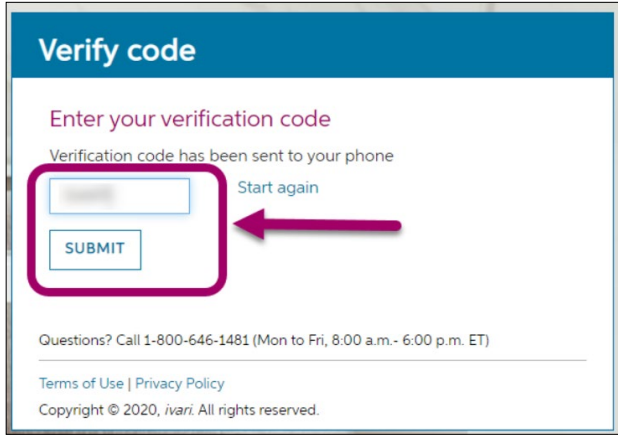 Verify code
Enter your verification code
Verification code has been sent to your phone
Start again
SUBMIT
Questions? Call 1-800-646-1481 (Mon to Fri, 8:00 a.m.- 6:00 p.m. ET)
Terms of Use | Privacy Policy
Copyright © 2020, ivari. All rights reserved.